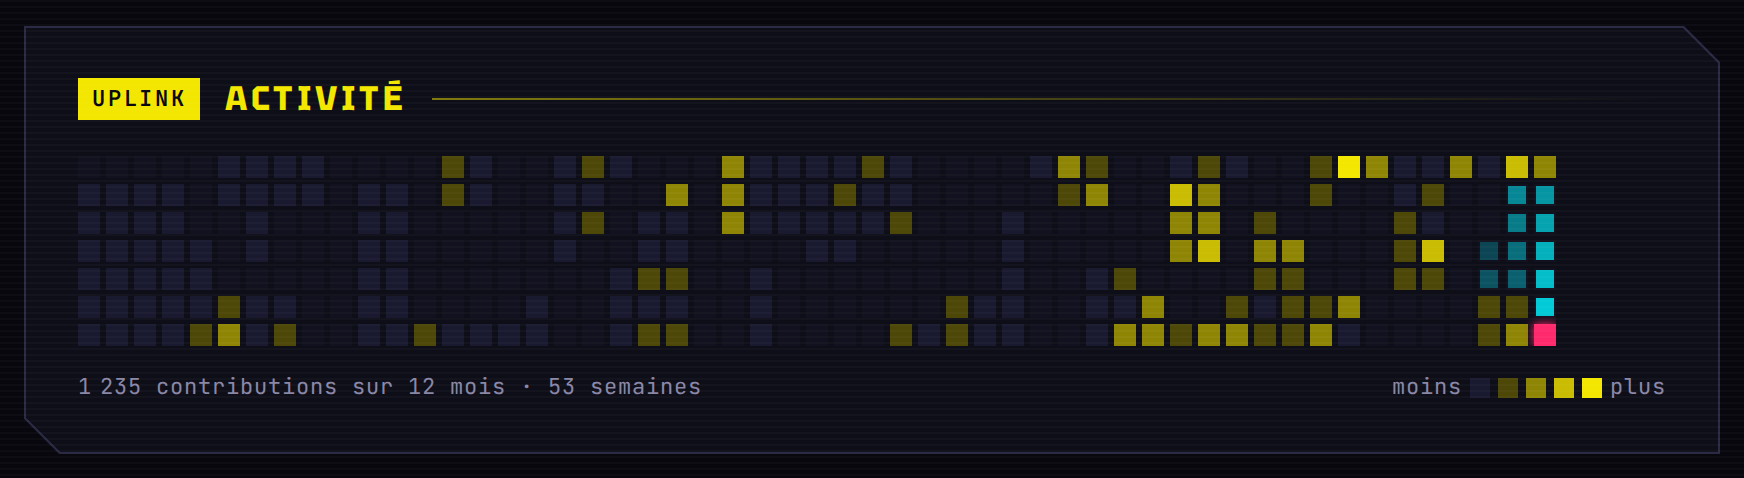 UPLINK ACTIVITÉ
1 235 contributions sur 12 mois · 53 semaines
moins plus